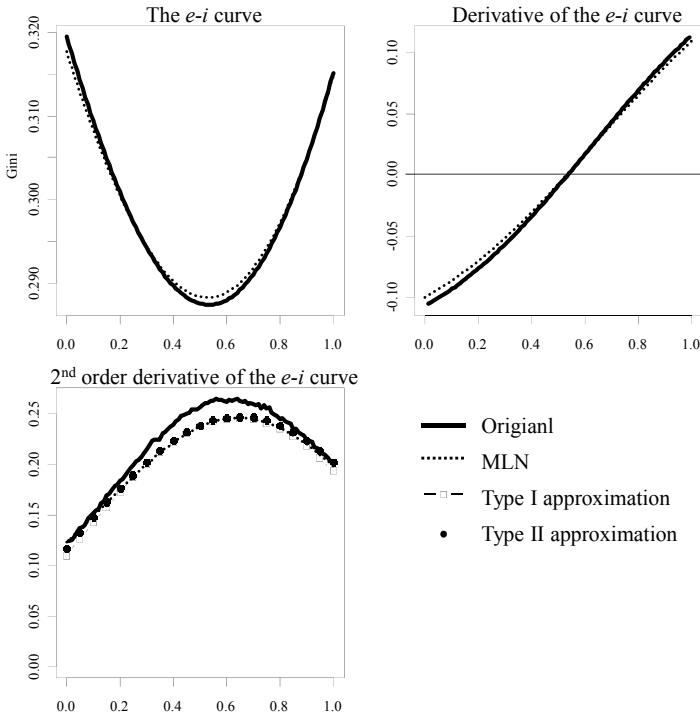 The e-i curve
Gini
0.320
0.310
0.300
0.290
0.0 0.2 0.4 0.6 0.8 1.0
Derivative of the e-i curve
0.10
0.05
0.00
-0.05
-0.10
0.0 0.2 0.4 0.6 0.8 1.0
2nd order derivative of the e-i curve
0.25
0.20
0.15
0.10
0.05
0.00
0.0 0.2 0.4 0.6 0.8 1.0
Origianl
MLN
Type I approximation
Type II approximation